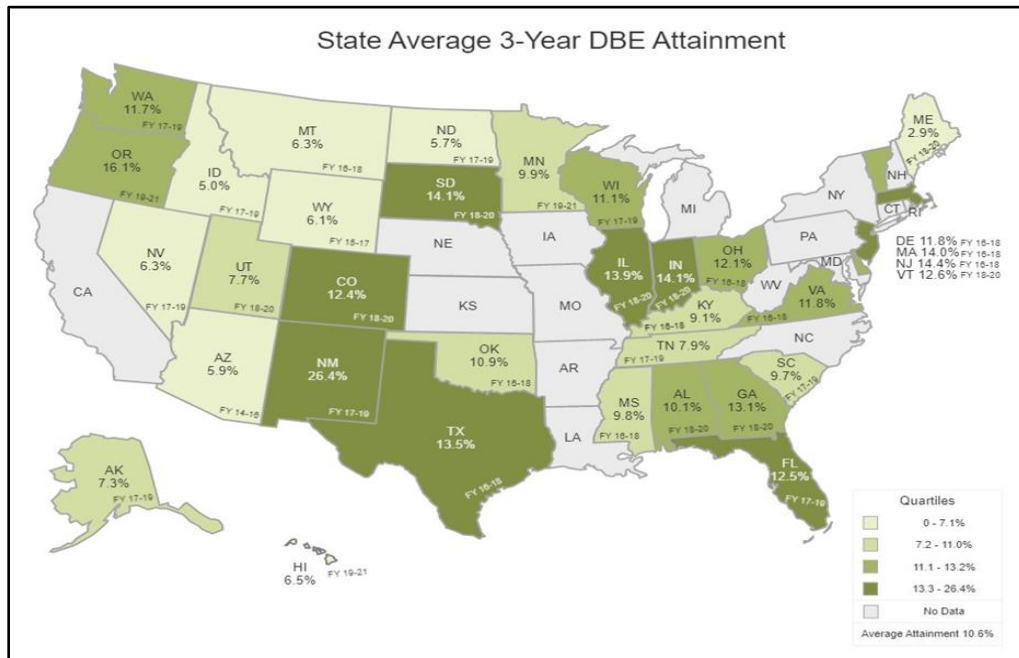 State Average 3-Year DBE Attainment
WA
11.7%
FY 17-19
OR
16.1%
FY 19-21
ID
5.0%
FY 17-19
MT
6.3%
FY 16-18
ND
5.7%
FY 17-19
MN
9.9%
FY 19-21
SD
14.1%
FY 18-20
WY
6.1%
FY 15-17
WI
11.1%
FY 17-19
MI
NY
NH
ME
2.9%
FY 18-20
CT
RI
PA
DE 11.8% FY 16-18
MA 14.0% FY 16-18
NJ 14.4% FY 16-18
VT 12.6% FY 18-20
MD
CA
NV
6.3%
FY 17-19
UT
7.7%
FY 18-20
CO
12.4%
FY 18-20
NE
IA
KS
MO
IL
13.9%
FY 18-20
IN
14.1%
FY 18-20
OH
12.1%
FY 16-18
WV
VA
11.8%
FY 16-18
KY
9.1%
FY 16-18
NC
TN 7.9%
FY 17-19
SC
9.7%
FY 17-19
AZ
5.9%
FY 14-16
NM
26.4%
FY 17-19
OK
10.9%
FY 16-18
AR
TX
13.5%
FY 16-18
LA
MS
9.8%
FY 16-18
AL
10.1%
FY 18-20
GA
13.1%
FY 18-20
FL
12.5%
FY 17-19
AK
7.3%
FY 17-19
HI
6.5%
FY 19-21
Quartiles
0 - 7.1%
7.2 - 11.0%
11.1 - 13.2%
13.3 - 26.4%
No Data
Average Attainment 10.6%